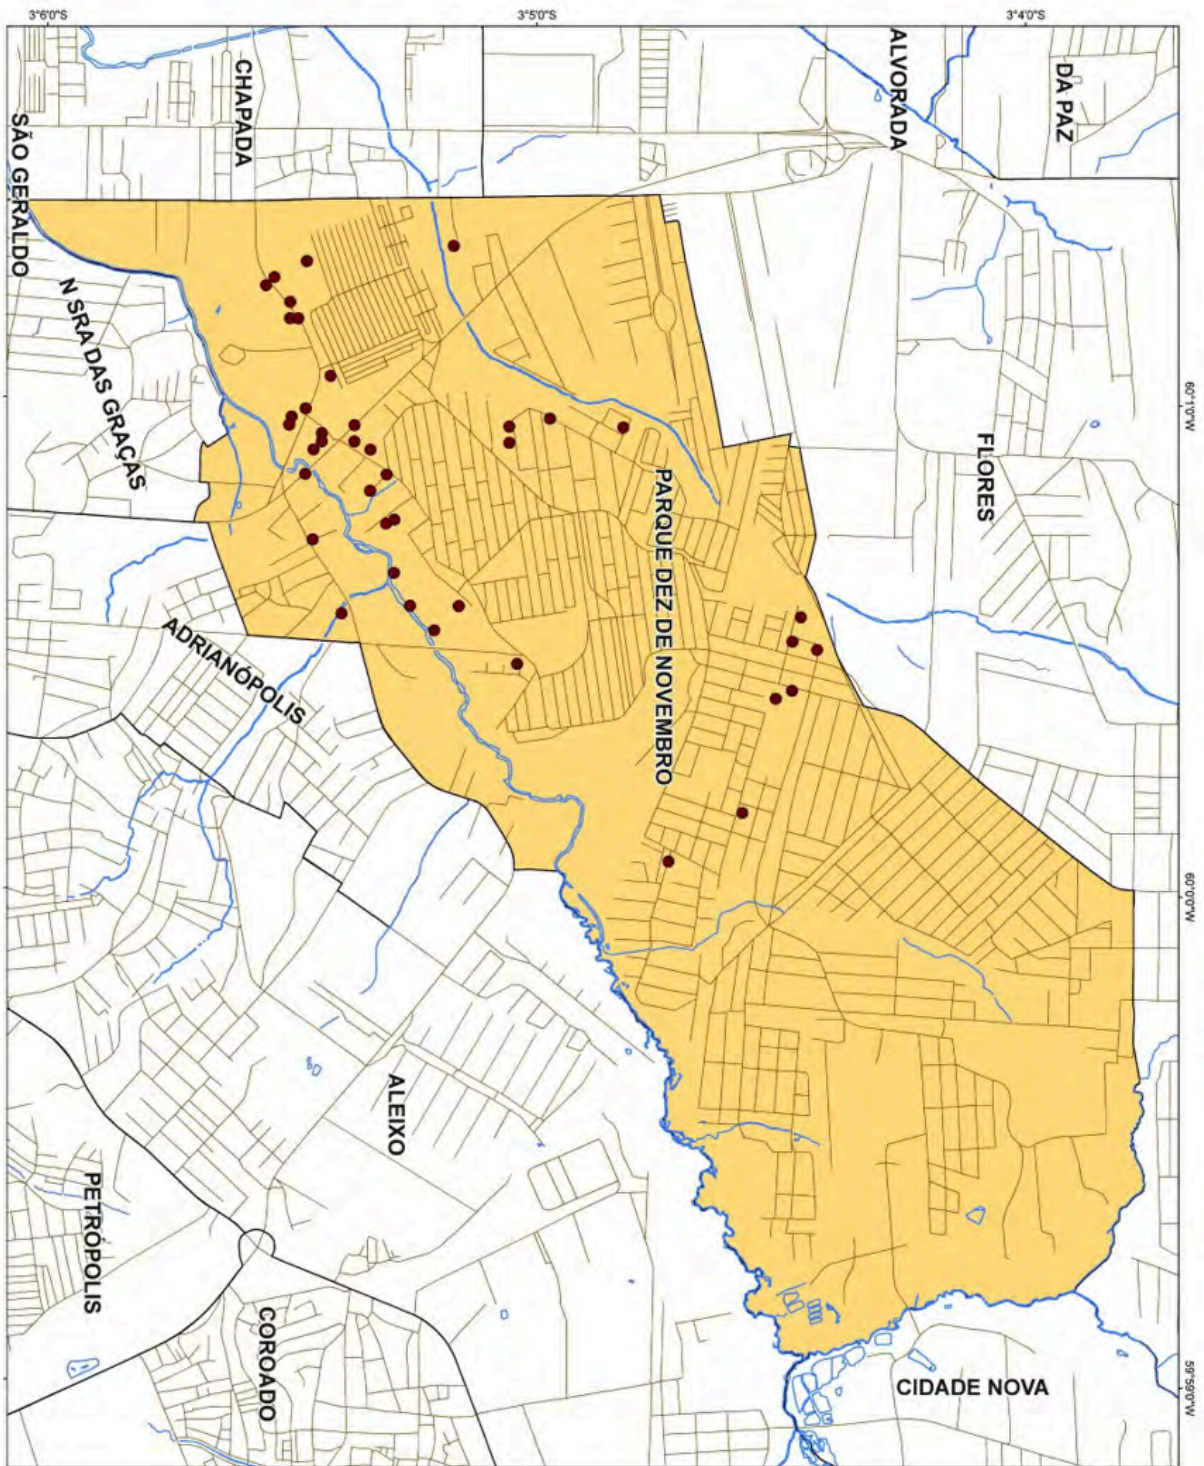 3°6'0"S
3°5'0"S
3°4'0"S
CHAPADA
ALVORADA
DA PAZ
SÃO GERALDO
N SRA DAS GRAÇAS
60°1'0"W
FLORES
PARQUE DEZ DE NOVEMBRO
ADRIANÓPOLIS
60°0'0"W
ALEIXO
PETRÓPOLIS
COROADO
CIDADE NOVA
59°59'0"W